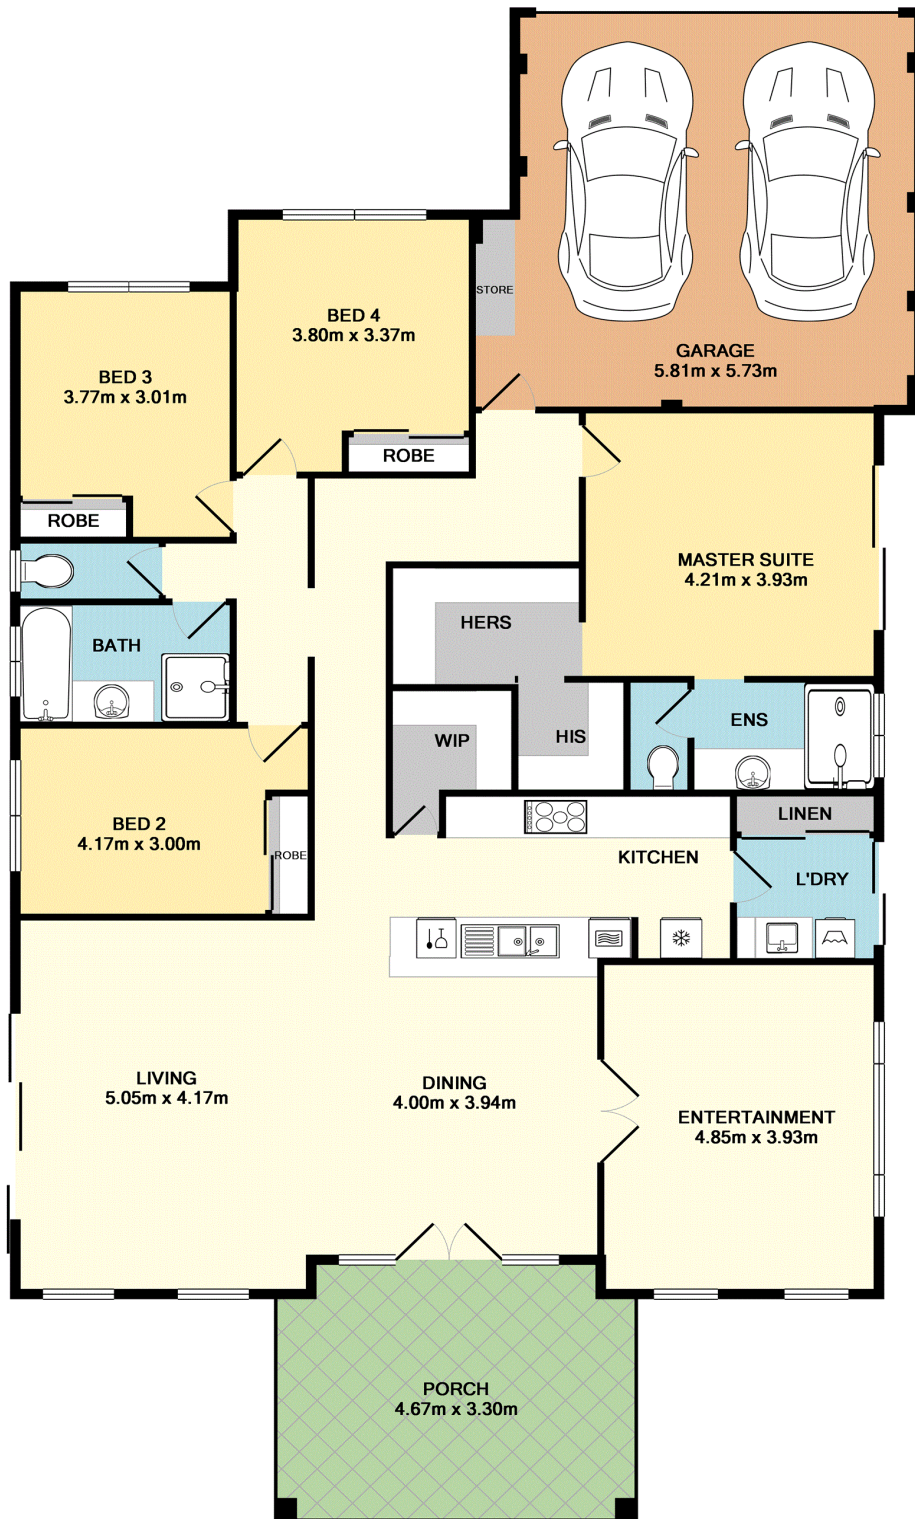 STORE
GARAGE
5.81m x 5.73m
BED 4
3.80m x 3.37m
BED 3
3.77m x 3.01m
ROBE
ROBE
MASTER SUITE
4.21m x 3.93m
HERS
BATH
ENS
HIS
WIP
LINEN
BED 2
4.17m x 3.00m
ROBE
KITCHEN
L'DRY
LIVING
5.05m x 4.17m
DINING
4.00m x 3.94m
ENTERTAINMENT
4.85m x 3.93m
PORCH
4.67m x 3.30m